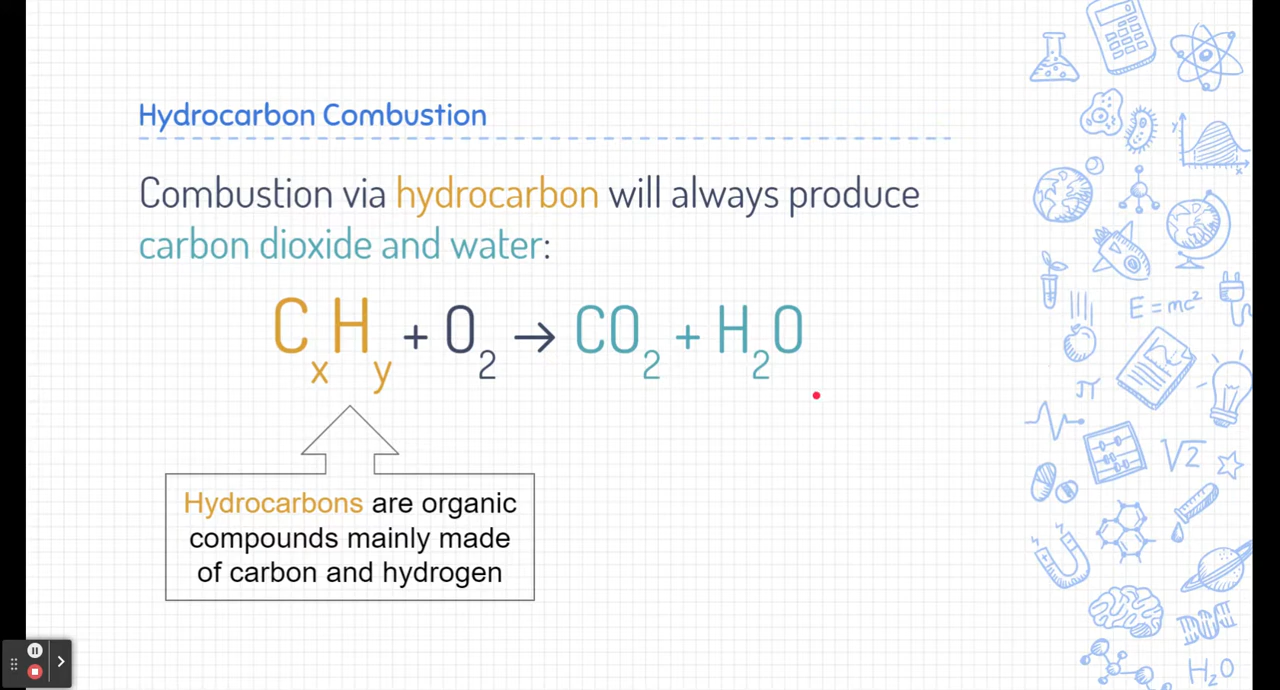 Hydrocarbon Combustion
Combustion via hydrocarbon will always produce
carbon dioxide and water:
CₓHᵧ + O₂ → CO₂ + H₂O
Hydrocarbons are organic
compounds mainly made
of carbon and hydrogen
y
x
E = mc²
π
√2
H₂O